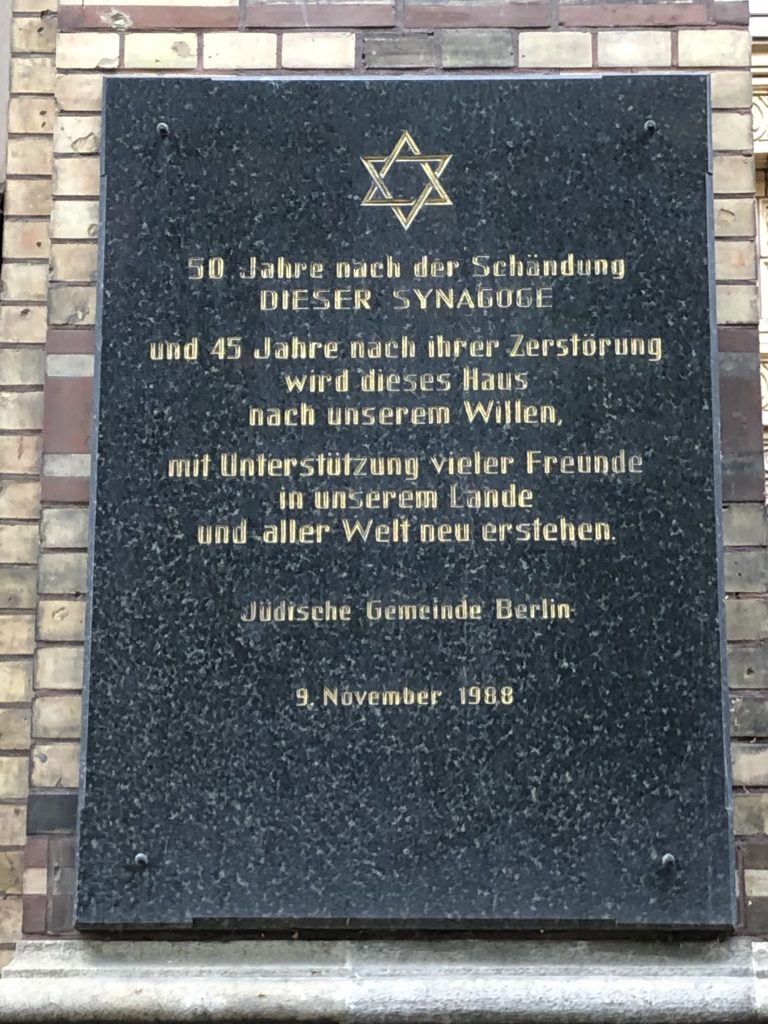 50 Jahre nach der Schändung
DIESER SYNAGOGE
und 45 Jahre nach ihrer Zerstörung
wird dieses Haus
nach unserem Willen,
mit Unterstützung vieler Freunde
in unserem Lande
und aller Welt neu erstehen.
Jüdische Gemeinde Berlin
9. November 1988